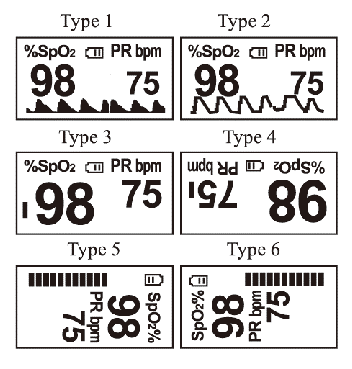 Type 1 Type 2
%SpO2 PR bpm %SpO2 PR bpm
98 75 98 75
Type 3 Type 4
%SpO2 PR bpm %SpO2 PR bpm
98 75 98 75
Type 5 Type 6
SpO2% 98 PR bpm 75 SpO2% 98 PR bpm 75